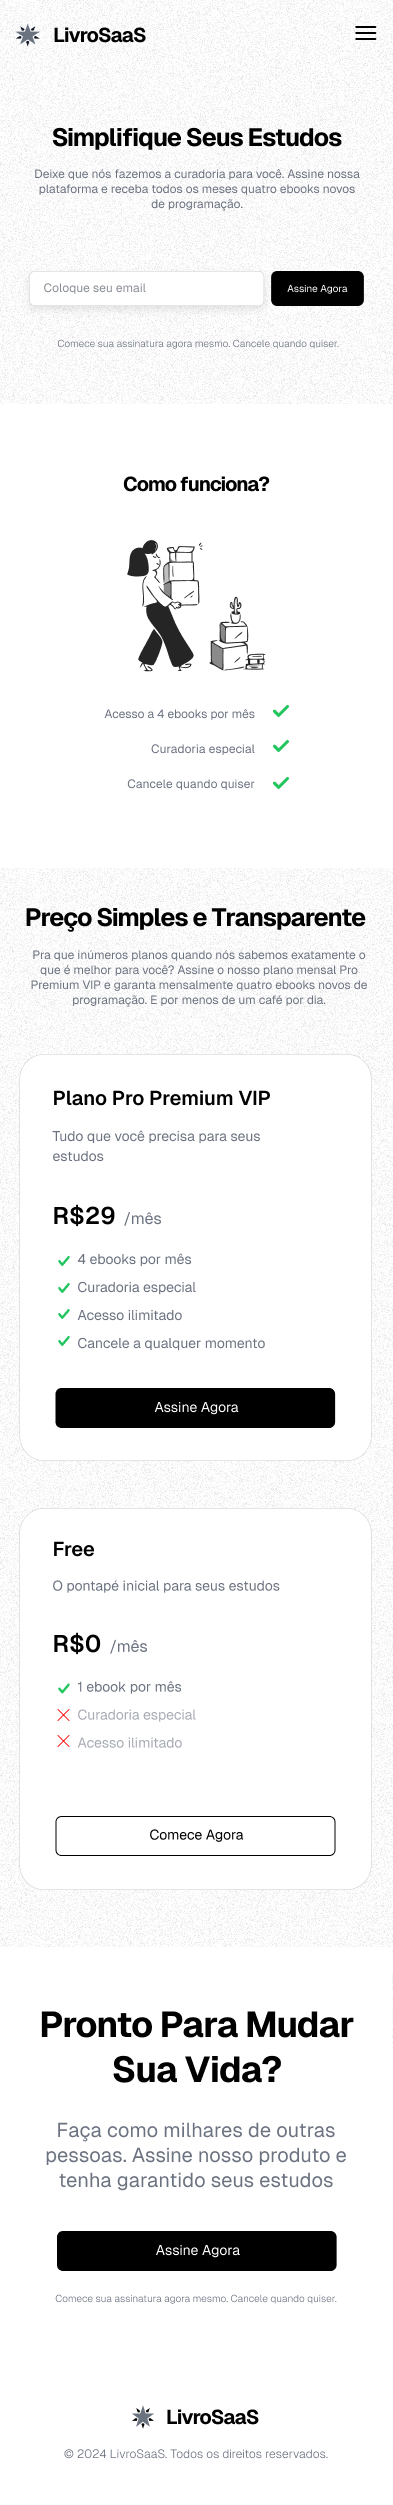 LivroSaaS
Simplifique Seus Estudos
Deixe que nós fazemos a curadoria para você. Assine nossa
plataforma e receba todos os meses quatro ebooks novos
de programação.
Coloque seu email
Assine Agora
Comece sua assinatura agora mesmo. Cancele quando quiser.
Como funciona?
Acesso a 4 ebooks por mês
Curadoria especial
Cancele quando quiser
Preço Simples e Transparente
Pra que inúmeros planos quando nós sabemos exatamente o
que é melhor para você? Assine o nosso plano mensal Pro
Premium VIP e garanta mensalmente quatro ebooks novos de
programação. E por menos de um café por dia.
Plano Pro Premium VIP
Tudo que você precisa para seus
estudos
R$29 /mês
4 ebooks por mês
Curadoria especial
Acesso ilimitado
Cancele a qualquer momento
Assine Agora
Free
O pontapé inicial para seus estudos
R$0 /mês
1 ebook por mês
Curadoria especial
Acesso ilimitado
Comece Agora
Pronto Para Mudar
Sua Vida?
Faça como milhares de outras
pessoas. Assine nosso produto e
tenha garantido seus estudos
Assine Agora
Comece sua assinatura agora mesmo. Cancele quando quiser.
LivroSaaS
© 2024 LivroSaaS. Todos os direitos reservados.